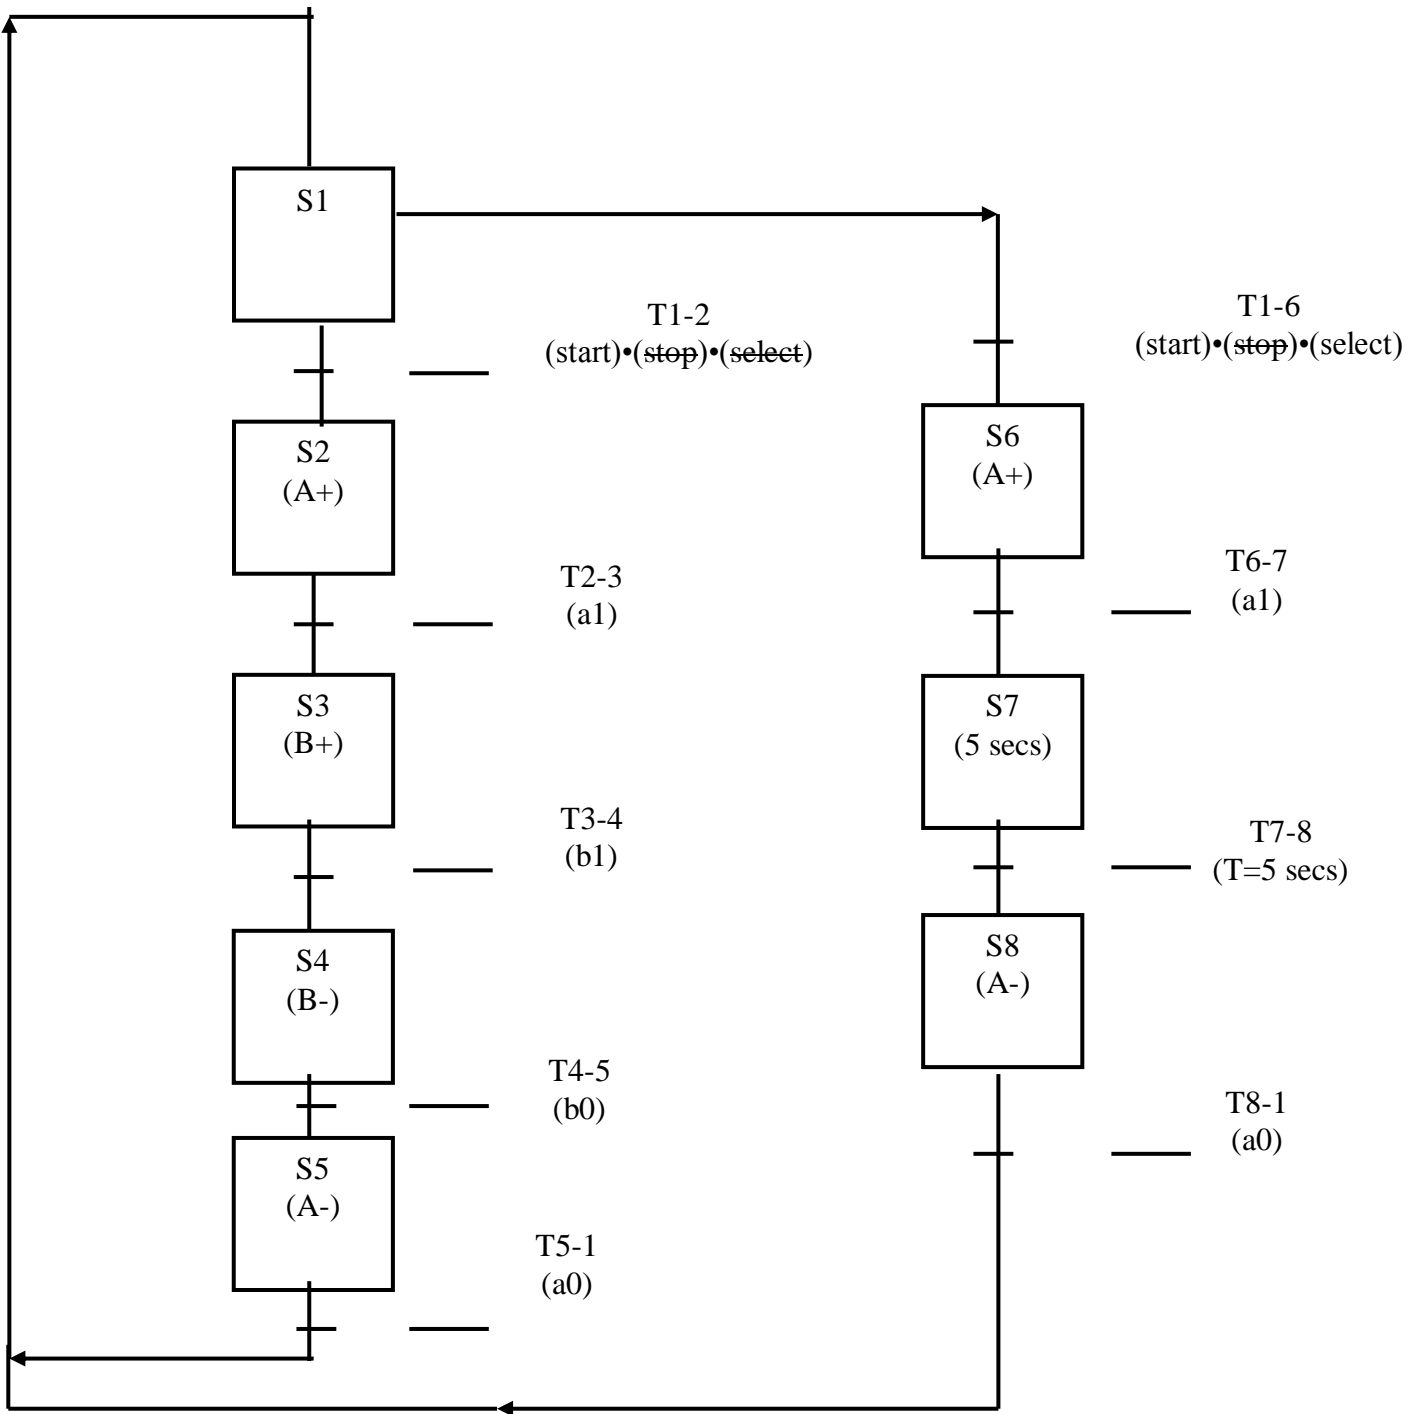 S1
T1-2
(start)•(stop)•(select)
T1-6
(start)•(stop)•(select)
S2
(A+)
S6
(A+)
T2-3
(a1)
T6-7
(a1)
S3
(B+)
S7
(5 secs)
T3-4
(b1)
T7-8
(T=5 secs)
S4
(B-)
S8
(A-)
T4-5
(b0)
T8-1
(a0)
S5
(A-)
T5-1
(a0)